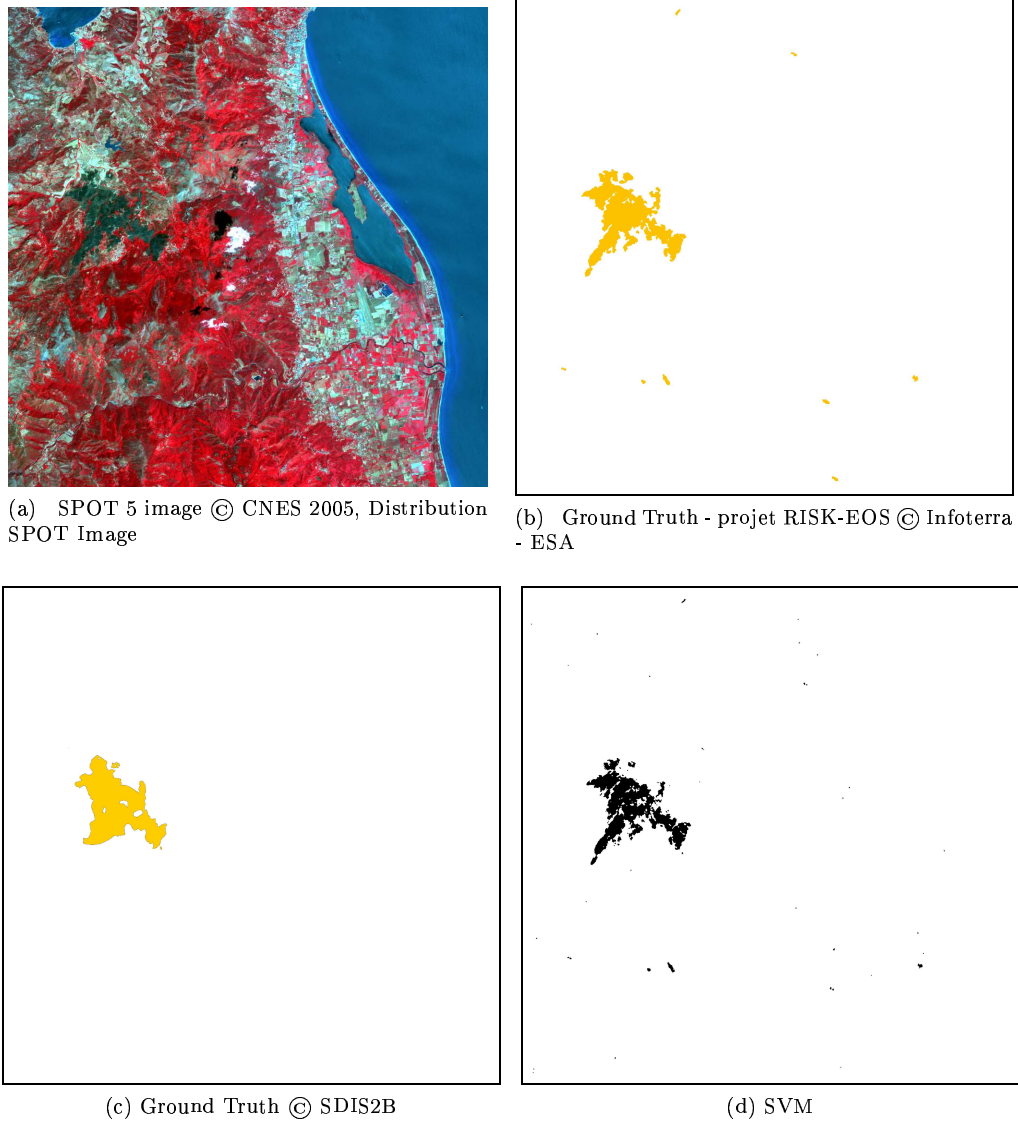 (a) SPOT 5 image © CNES 2005, Distribution
SPOT Image
(b) Ground Truth - projet RISK-EOS © Infoterra
- ESA
(c) Ground Truth © SDIS2B
(d) SVM